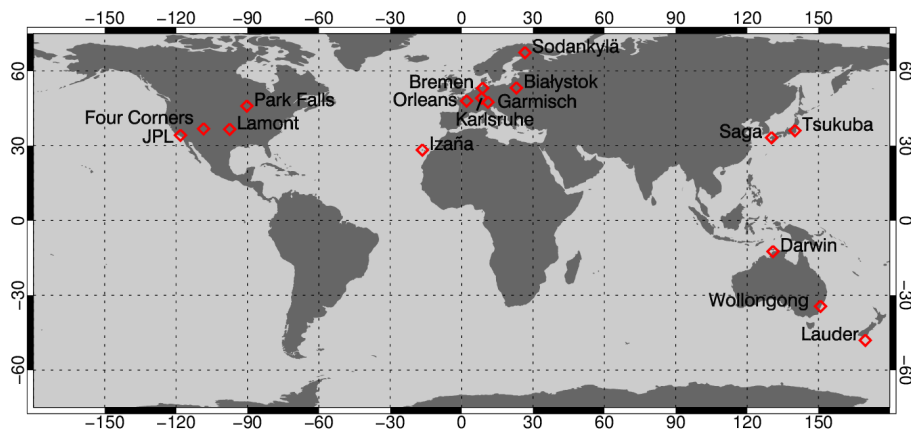 −150 −120 −90 −60 −30 0 30 60 90 120 150
60 60
30 30
0 0
−30 −30
−60 −60
Sodankylä
Bremen Białystok
Orleans Garmisch
Karlsruhe
Park Falls
Four Corners Lamont
JPL
Izaña
Saga Tsukuba
Darwin
Wollongong
Lauder
−150 −120 −90 −60 −30 0 30 60 90 120 150